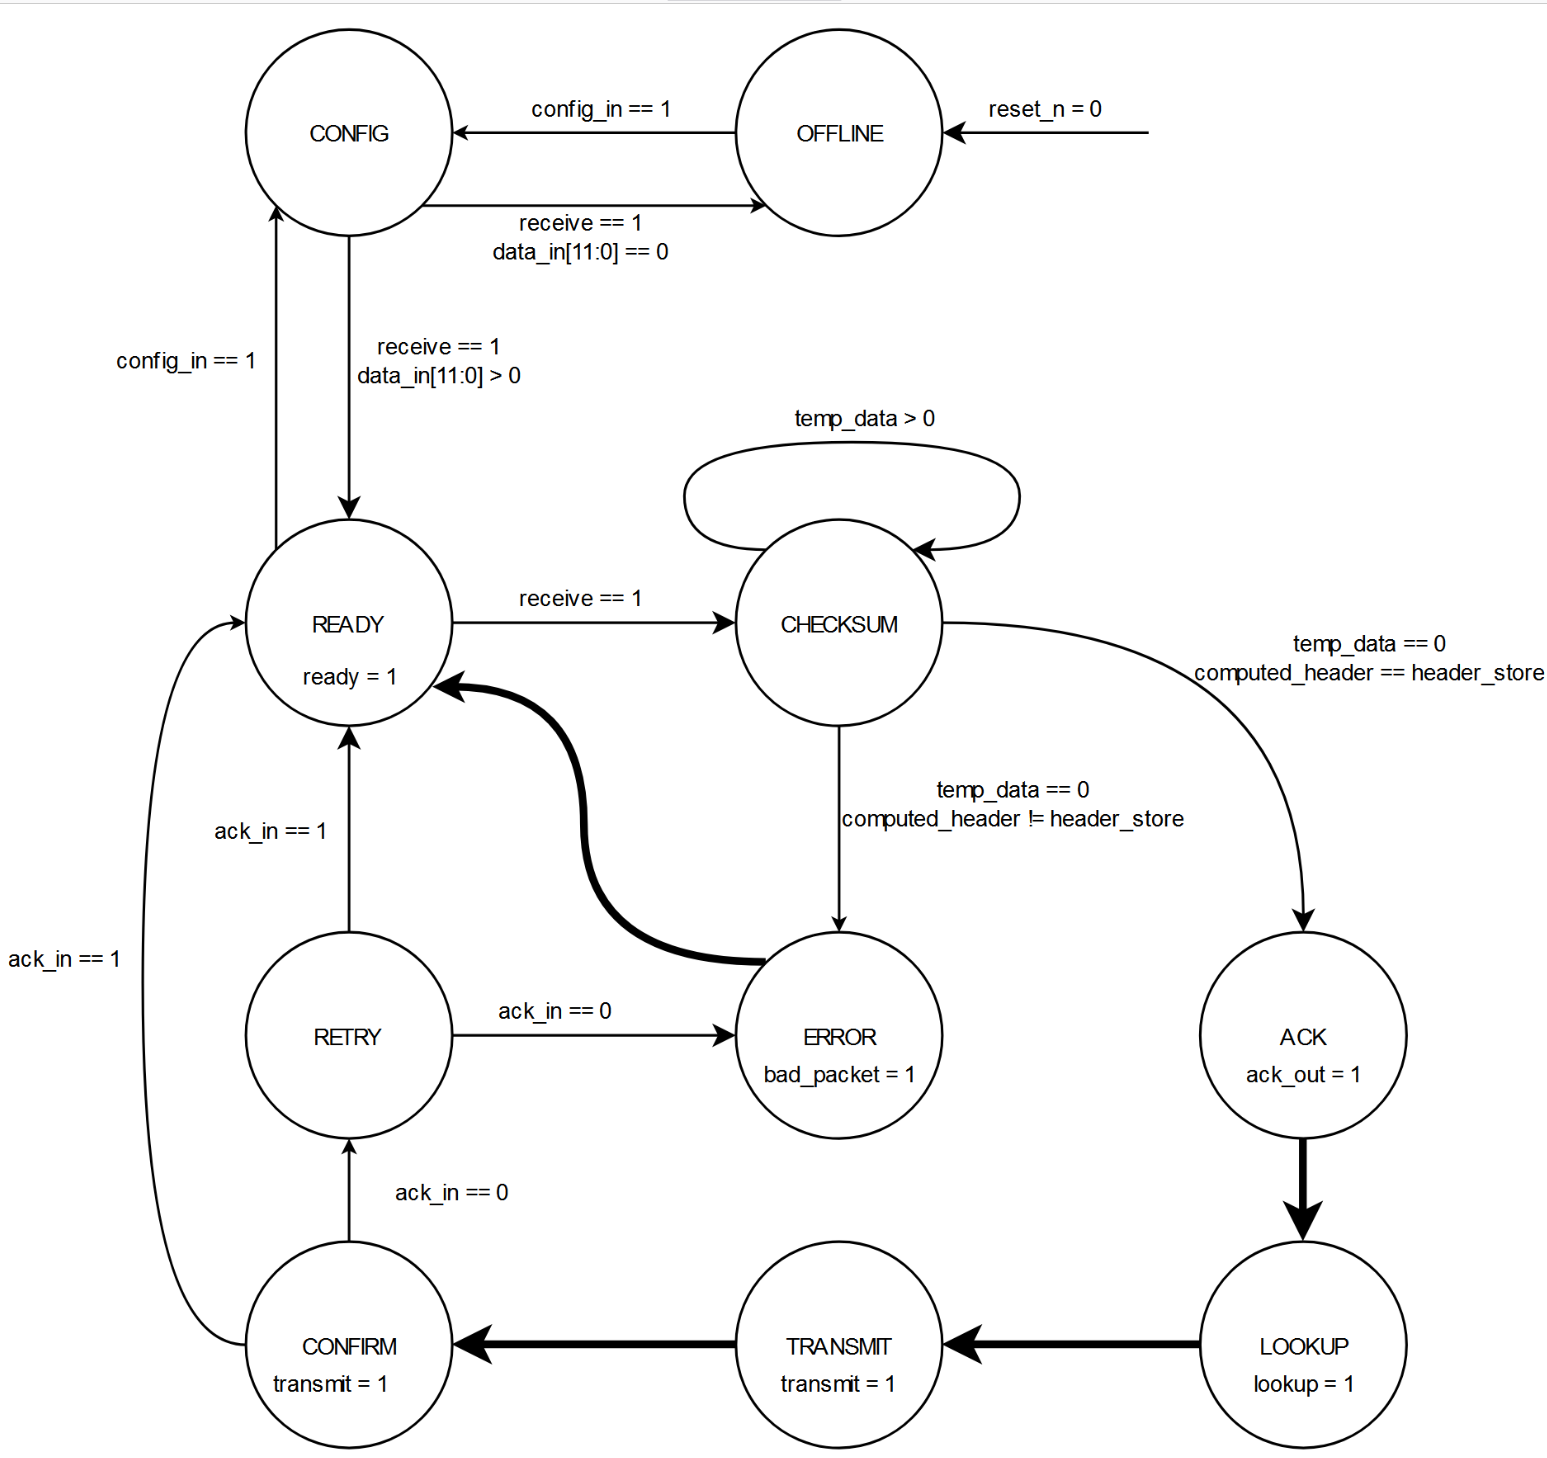 CONFIG
config_in == 1
OFFLINE
reset_n = 0
receive == 1
data_in[11:0] == 0
config_in == 1
receive == 1
data_in[11:0] > 0
temp_data > 0
READY
ready = 1
receive == 1
CHECKSUM
temp_data == 0
computed_header == header_store
temp_data == 0
computed_header != header_store
ack_in == 1
ack_in == 1
RETRY
ack_in == 0
ERROR
bad_packet = 1
ACK
ack_out = 1
ack_in == 0
CONFIRM
transmit = 1
TRANSMIT
transmit = 1
LOOKUP
lookup = 1